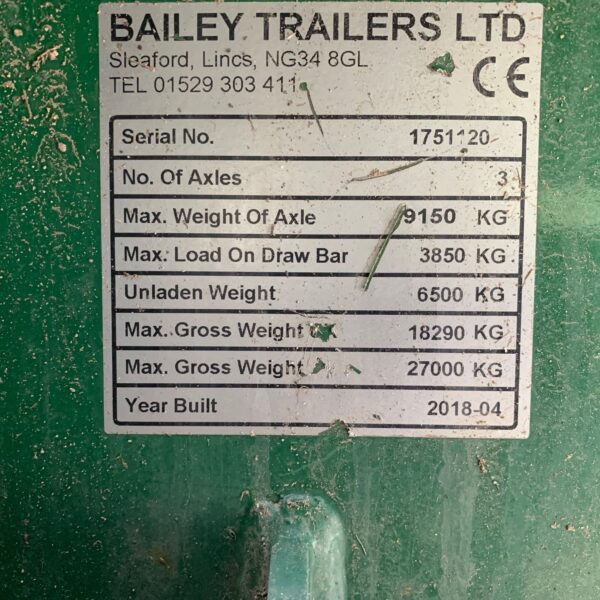 BAILEY TRAILERS LTD
Sleaford, Lincs, NG34 8GL
TEL 01529 303 411
CE
Serial No. 1751120
No. Of Axles 3
Max. Weight Of Axle 9150 KG
Max. Load On Draw Bar 3850 KG
Unladen Weight 6500 KG
Max. Gross Weight 18290 KG
Max. Gross Weight 27000 KG
Year Built 2018-04